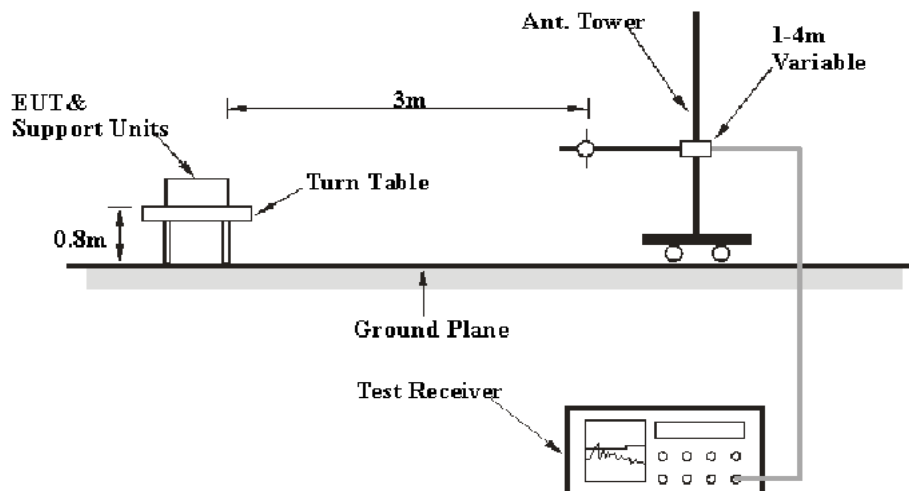 Ant. Tower
1-4m
Variable
3m
EUT&
Support Units
Turn Table
0.8m
Ground Plane
Test Receiver